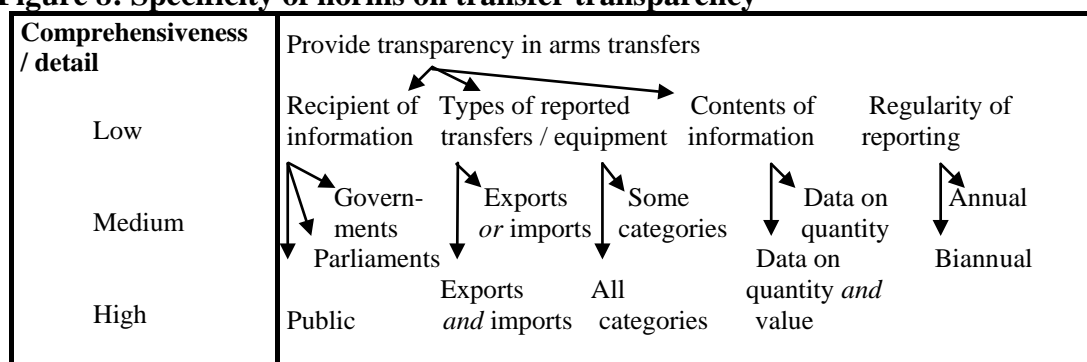 Figure 8: Specificity of norms on transfer transparency
Comprehensiveness
/ detail
Provide transparency in arms transfers
Low
Recipient of Types of reported Contents of Regularity of
information transfers / equipment information reporting
Medium
Govern- Exports Some Data on Annual
ments or imports categories quantity
Parliaments Data on Biannual
High
Exports All quantity and
Public and imports categories value